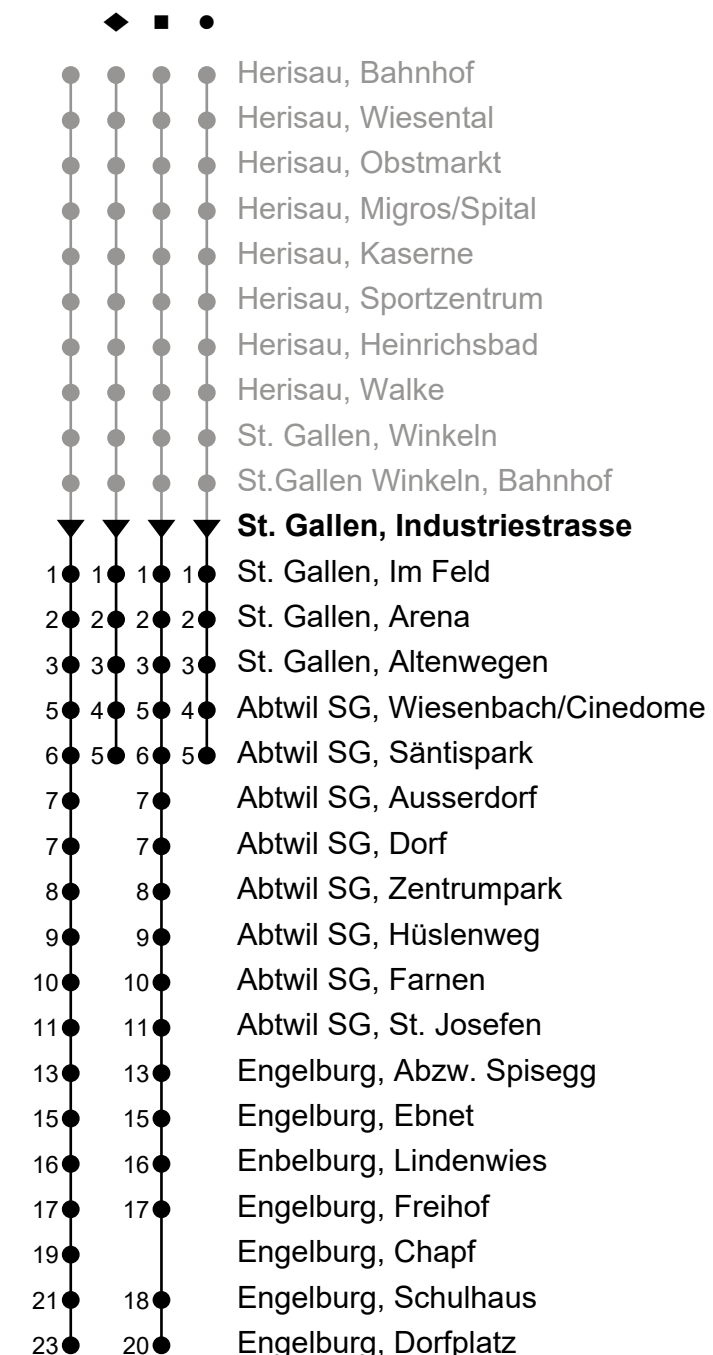 Herisau, Bahnhof
Herisau, Wiesental
Herisau, Obstmarkt
Herisau, Migros/Spital
Herisau, Kaserne
Herisau, Sportzentrum
Herisau, Heinrichsbad
Herisau, Walke
St. Gallen, Winkeln
St.Gallen Winkeln, Bahnhof
St. Gallen, Industriestrasse
1 1 1 1 St. Gallen, Im Feld
2 2 2 2 St. Gallen, Arena
3 3 3 3 St. Gallen, Altenwegen
5 4 5 4 Abtwil SG, Wiesenbach/Cinedome
6 5 6 5 Abtwil SG, Säntispark
7 7 Abtwil SG, Ausserdorf
7 7 Abtwil SG, Dorf
8 8 Abtwil SG, Zentrumpark
9 9 Abtwil SG, Hüslenweg
10 10 Abtwil SG, Farnen
11 11 Abtwil SG, St. Josefen
13 13 Engelburg, Abzw. Spisegg
15 15 Engelburg, Ebnet
16 16 Enbelburg, Lindenwies
17 17 Engelburg, Freihof
19 Engelburg, Chapf
21 18 Engelburg, Schulhaus
23 20 Engelburg, Dorfplatz